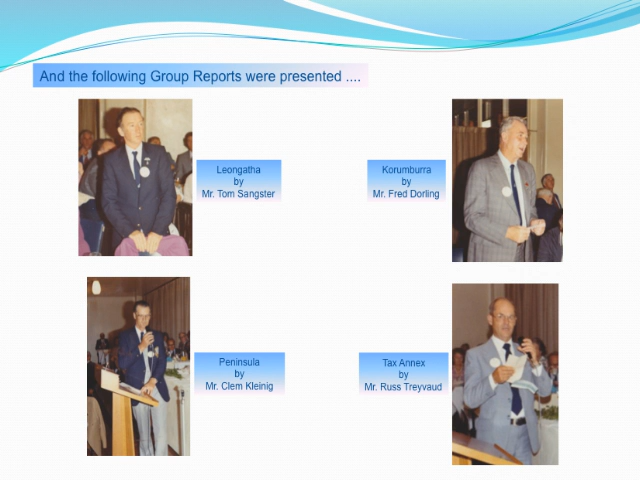 And the following Group Reports were presented ....
Leongatha
by
Mr. Tom Sangster
Korumburra
by
Mr. Fred Dorling
Peninsula
by
Mr. Clem Kleinig
Tax Annex
by
Mr. Russ Treyvaud